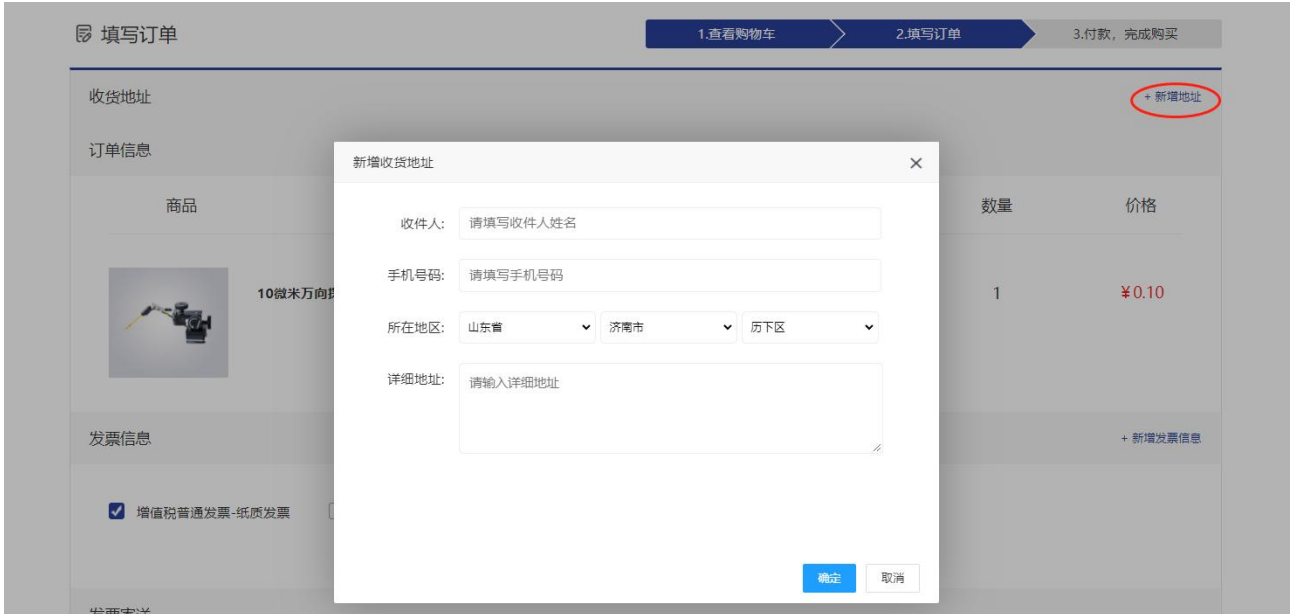 填写订单
1.查看购物车
2.填写订单
3.付款，完成购买
收货地址
+ 新增地址
订单信息
新增收货地址
商品
数量
价格
收件人:
请填写收件人姓名
手机号码:
请填写手机号码
10微米万向
1
¥0.10
所在地区:
山东省
济南市
历下区
详细地址:
请输入详细地址
发票信息
+ 新增发票信息
增值税普通发票-纸质发票
确定
取消